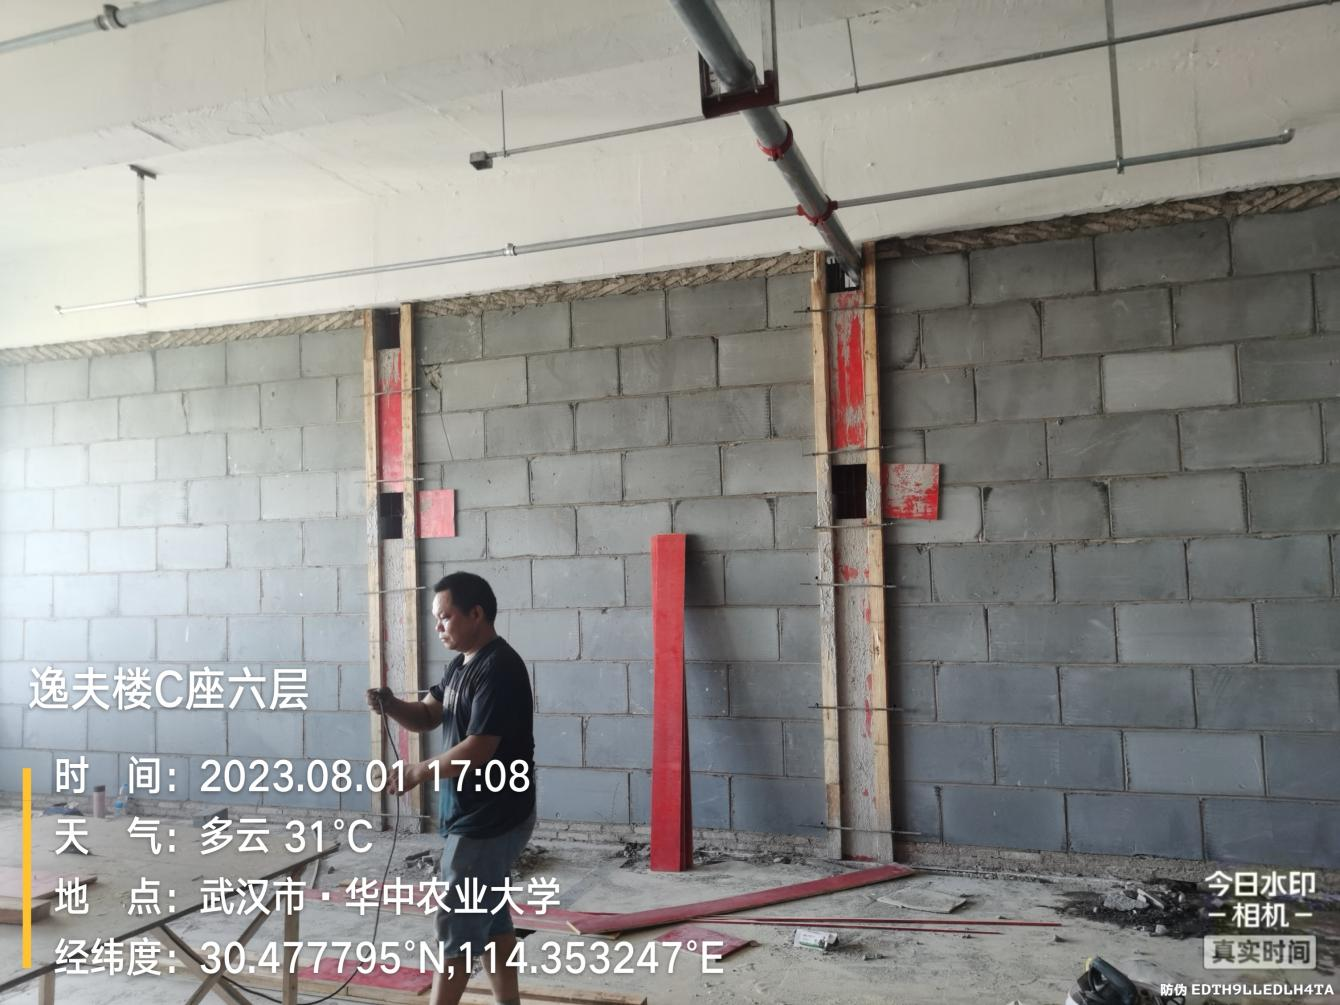 逸夫楼C座六层
时 间：2023.08.01 17:08
天 气：多云 31°C
地 点：武汉市·华中农业大学
经纬度：30.477795°N,114.353247°E
今日水印
-相机-
真实时间
防伪 EDTH9LLEDLH4TA